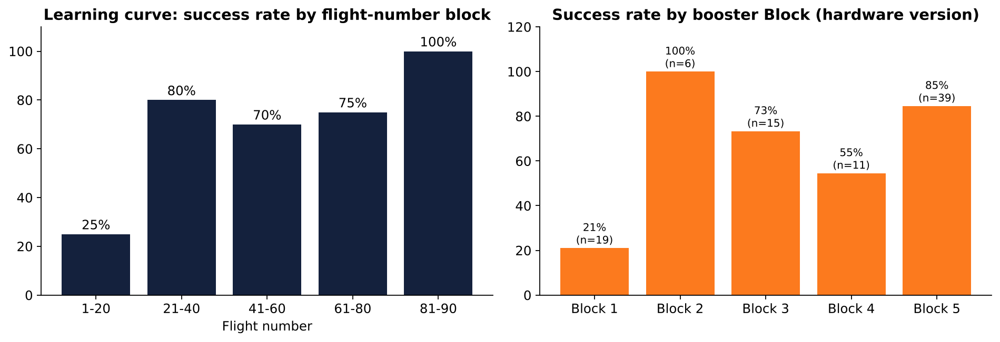 Learning curve: success rate by flight-number block
100
80
60
40
20
0
25%
80%
70%
75%
100%
1-20
21-40
41-60
61-80
81-90
Flight number
Success rate by booster Block (hardware version)
120
100
80
60
40
20
0
21%
(n=19)
100%
(n=6)
73%
(n=15)
55%
(n=11)
85%
(n=39)
Block 1
Block 2
Block 3
Block 4
Block 5